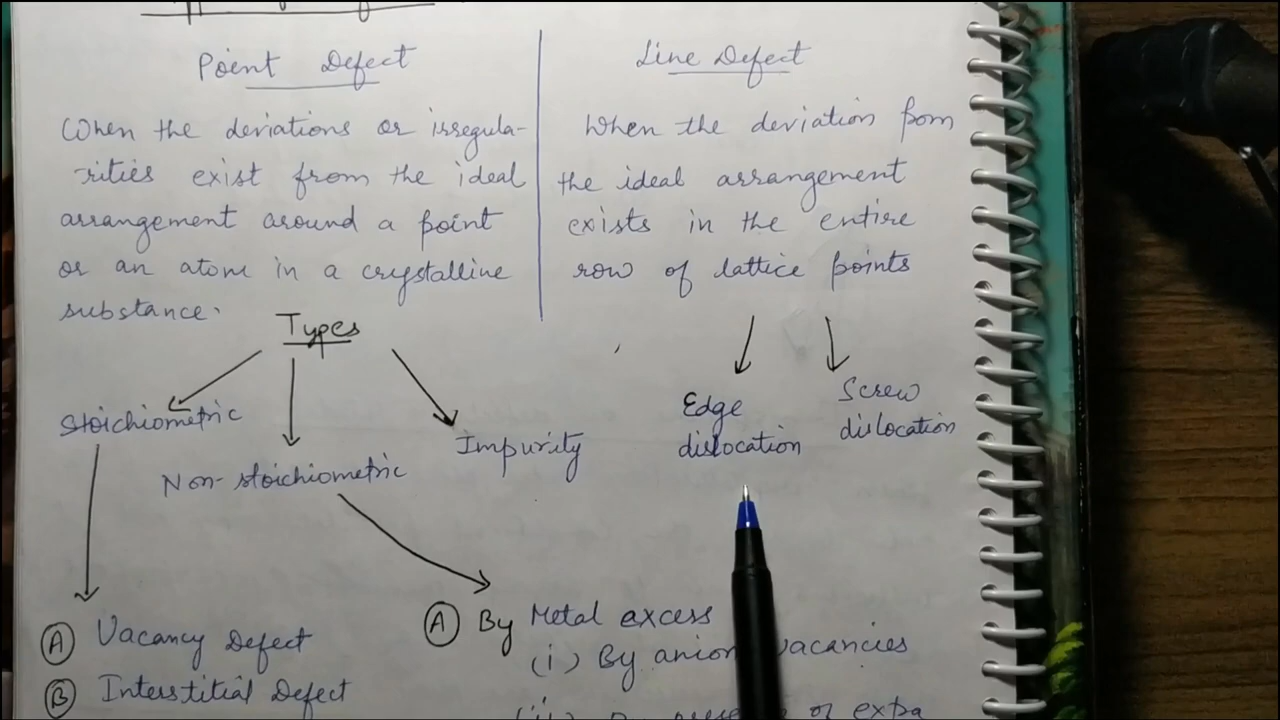 Point Defect
When the deviations or irregula-
-rities exist from the ideal
arrangement around a point
or an atom in a crystalline
substance.
Types
Stoichiometric
Non-stoichiometric
Impurity
A Vacancy Defect
B Interstitial Defect
A By Metal excess
(i) By anion vacancies
of extra
Line Defect
When the deviation from
the ideal arrangement
exists in the entire
row of lattice points
Edge
dislocation
Screw
dislocation